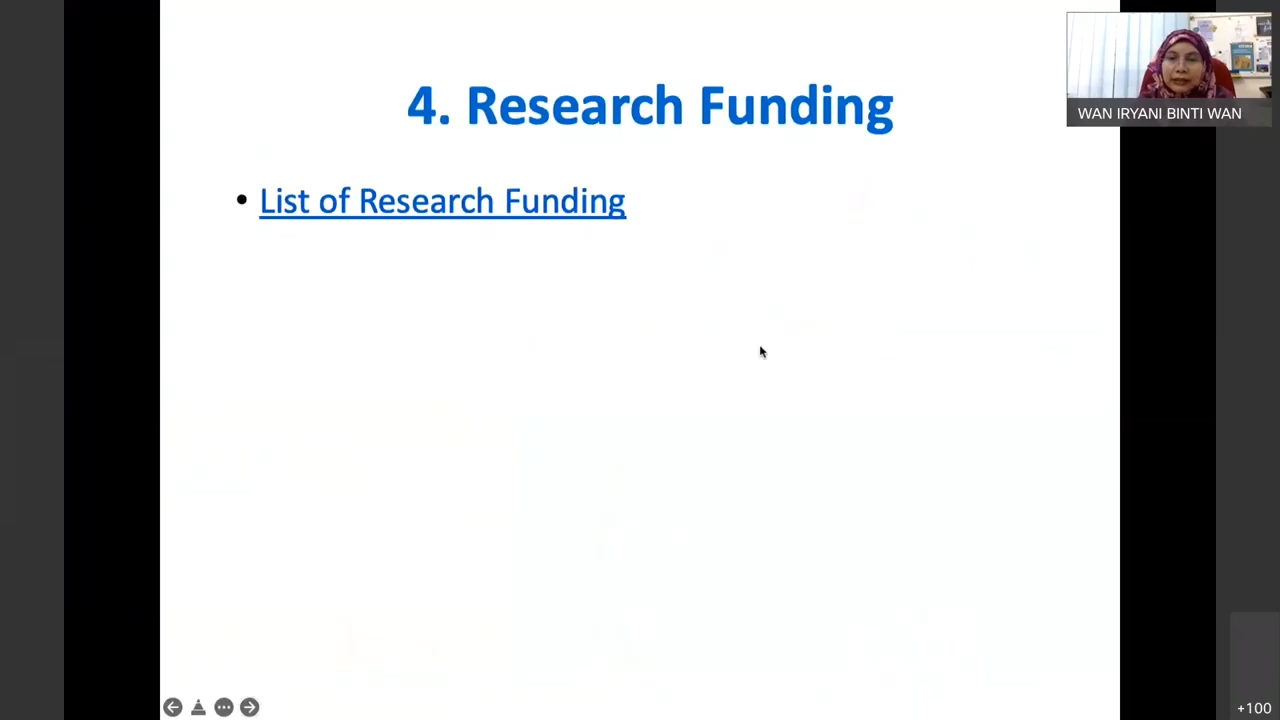 4. Research Funding
WAN IRYANI BINTI WAN
• List of Research Funding
+100